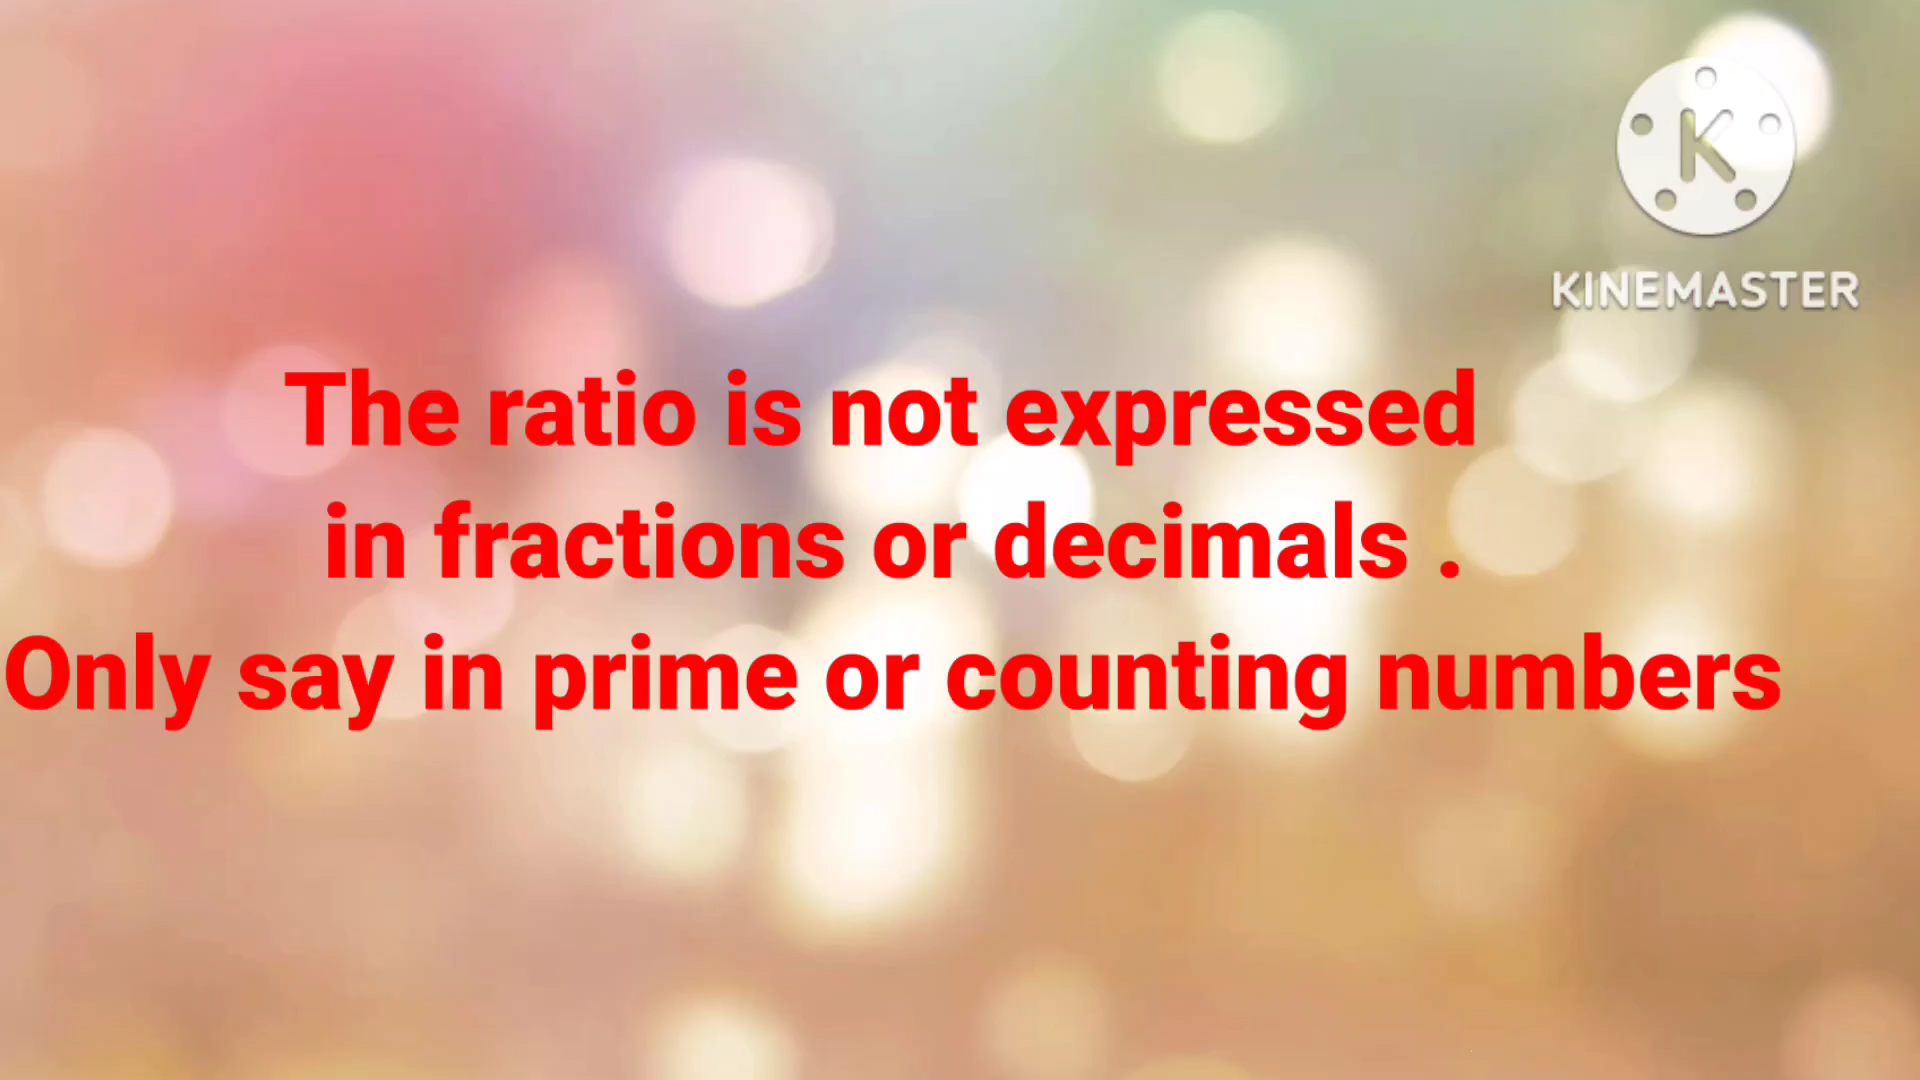 KINEMASTER
The ratio is not expressed
in fractions or decimals .
Only say in prime or counting numbers